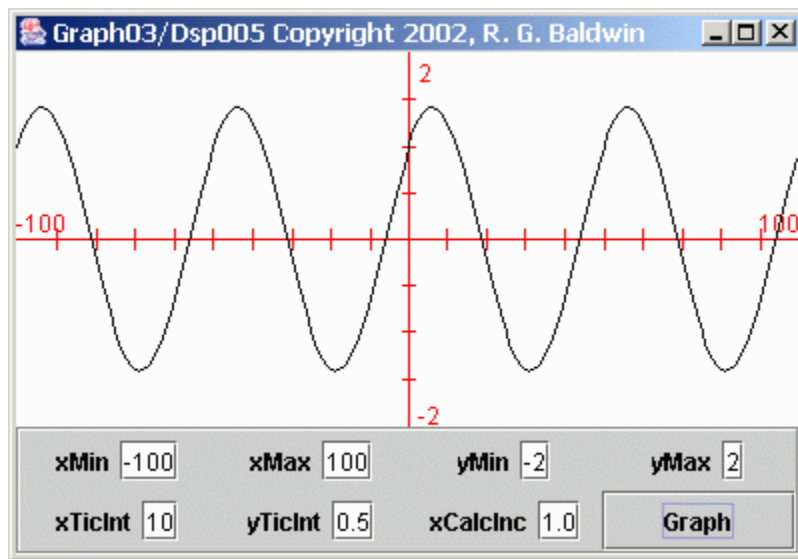 Graph03/Dsp005 Copyright 2002, R. G. Baldwin
2
-100
100
-2
xMin -100 xMax 100 yMin -2 yMax 2
xTicInt 10 yTicInt 0.5 xCalcInc 1.0 Graph